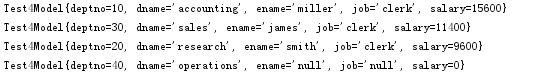 Test4Model{deptno=10, dname='accounting', ename='miller', job='clerk', salary=15600}
Test4Model{deptno=30, dname='sales', ename='james', job='clerk', salary=11400}
Test4Model{deptno=20, dname='research', ename='smith', job='clerk', salary=9600}
Test4Model{deptno=40, dname='operations', ename='null', job='null', salary=0}